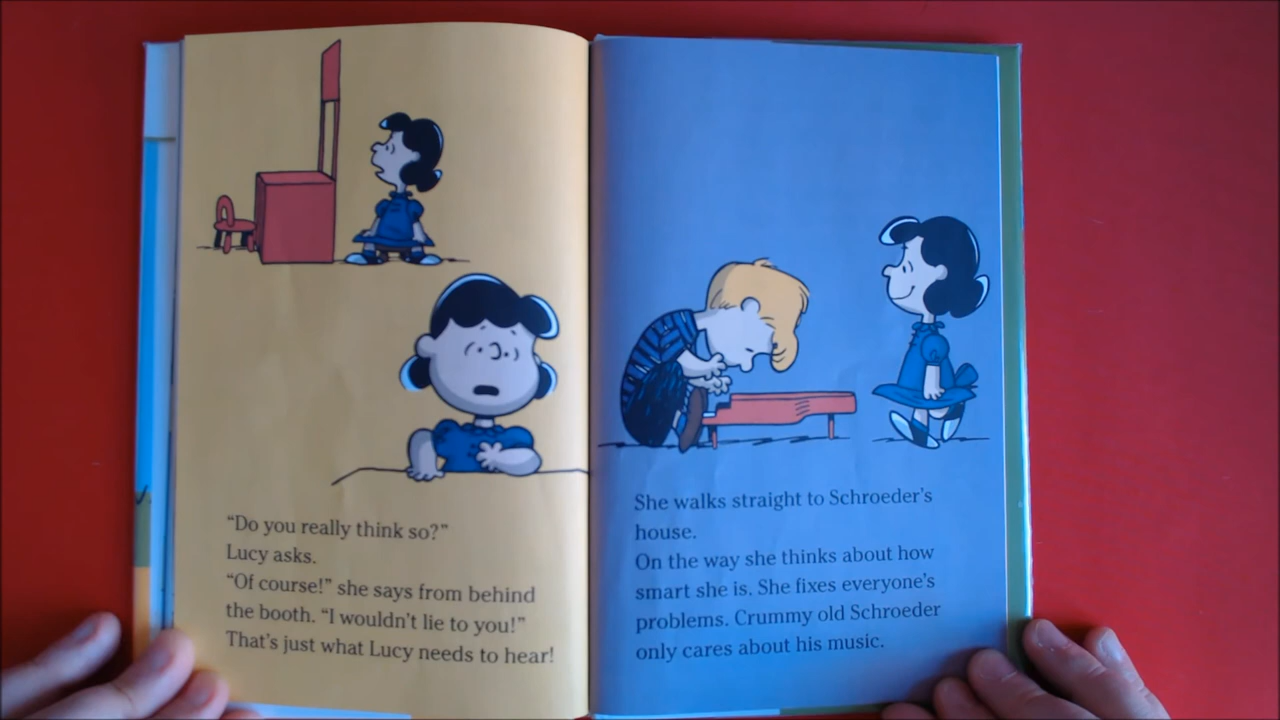 “Do you really think so?”
Lucy asks.
“Of course!” she says from behind
the booth. “I wouldn’t lie to you!”
That’s just what Lucy needs to hear!
She walks straight to Schroeder’s
house.
On the way she thinks about how
smart she is. She fixes everyone’s
problems. Crummy old Schroeder
only cares about his music.